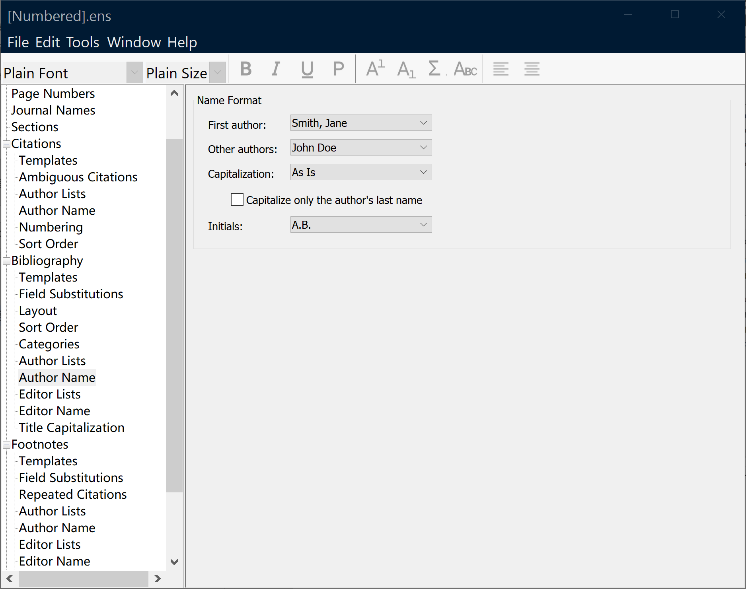 [Numbered].ens
File Edit Tools Window Help
Plain Font Plain Size B I U P A1 A1 Σ ABC
Page Numbers
Journal Names
Sections
Citations
Templates
Ambiguous Citations
Author Lists
Author Name
Numbering
Sort Order
Bibliography
Templates
Field Substitutions
Layout
Sort Order
Categories
Author Lists
Author Name
Editor Lists
Editor Name
Title Capitalization
Footnotes
Templates
Field Substitutions
Repeated Citations
Author Lists
Author Name
Editor Lists
Editor Name
Name Format
First author: Smith, Jane
Other authors: John Doe
Capitalization: As Is
Capitalize only the author's last name
Initials: A.B.